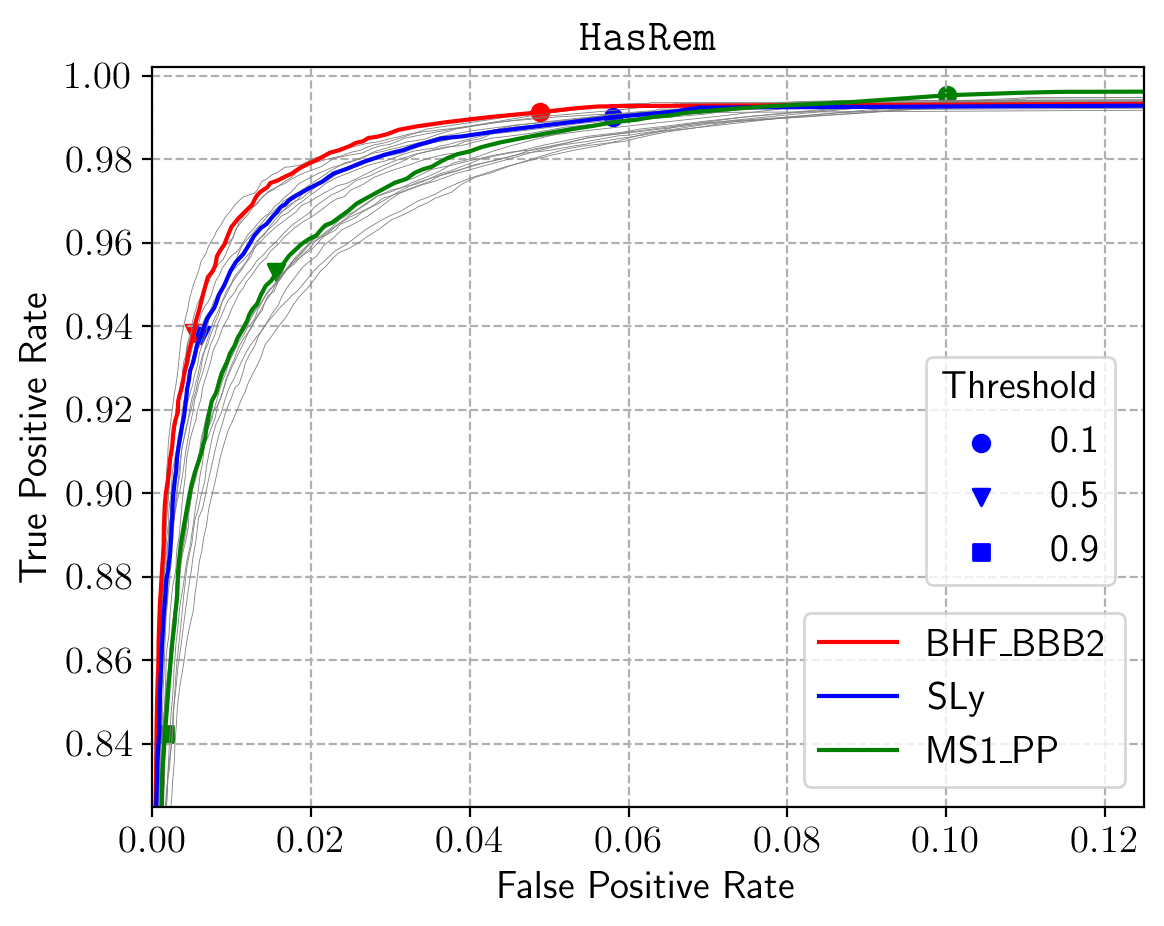 HasRem
1.00
0.98
0.96
0.94
0.92
0.90
0.88
0.86
0.84
True Positive Rate
Threshold
0.1
0.5
0.9
BHF_BBB2
SLy
MS1_PP
0.00 0.02 0.04 0.06 0.08 0.10 0.12
False Positive Rate